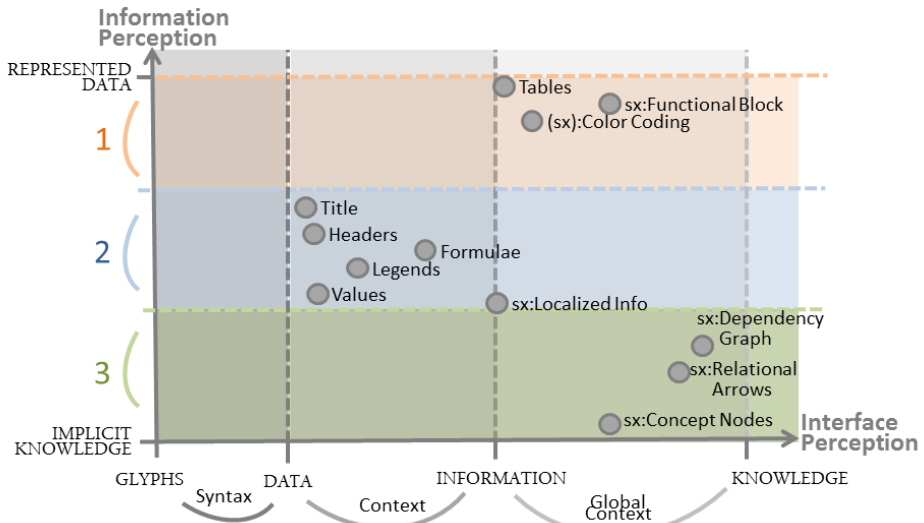 Information
Perception
REPRESENTED
DATA
Tables
sx:Functional Block
(sx):Color Coding
1
Title
Headers
Formulae
2
Legends
Values
sx:Localized Info
sx:Dependency
Graph
3
sx:Relational
Arrows
sx:Concept Nodes
IMPLICIT
KNOWLEDGE
Interface
Perception
GLYPHS
DATA
INFORMATION
KNOWLEDGE
Syntax
Context
Global
Context